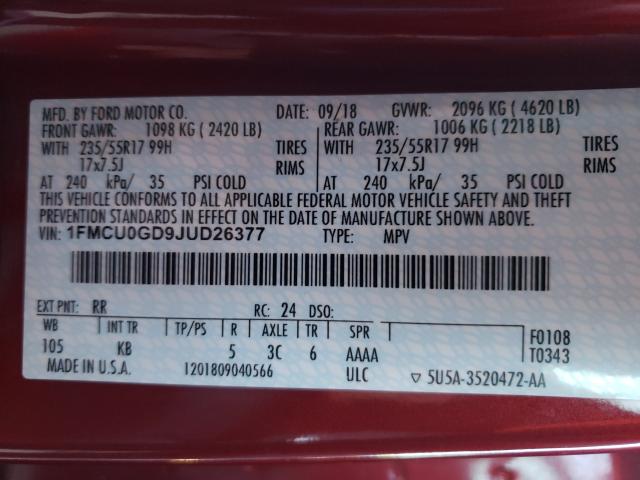 MFD. BY FORD MOTOR CO. DATE: 09/18 GVWR: 2096 KG ( 4620 LB)
FRONT GAWR: 1098 KG ( 2420 LB) REAR GAWR: 1006 KG ( 2218 LB)
WITH 235/55R17 99H TIRES WITH 235/55R17 99H TIRES
17x7.5J RIMS 17x7.5J RIMS
AT 240 kPa/ 35 PSI COLD AT 240 kPa/ 35 PSI COLD
THIS VEHICLE CONFORMS TO ALL APPLICABLE FEDERAL MOTOR VEHICLE SAFETY AND THEFT
PREVENTION STANDARDS IN EFFECT ON THE DATE OF MANUFACTURE SHOWN ABOVE.
VIN: 1FMCU0GD9JUD26377 TYPE: MPV
EXT PNT: RR RC: 24 DSO:
WB INT TR TP/PS R AXLE TR SPR F0108
105 KB 5 3C 6 AAAA T0343
MADE IN U.S.A. 1201809040566 ULC ▽ 5U5A-3520472-AA